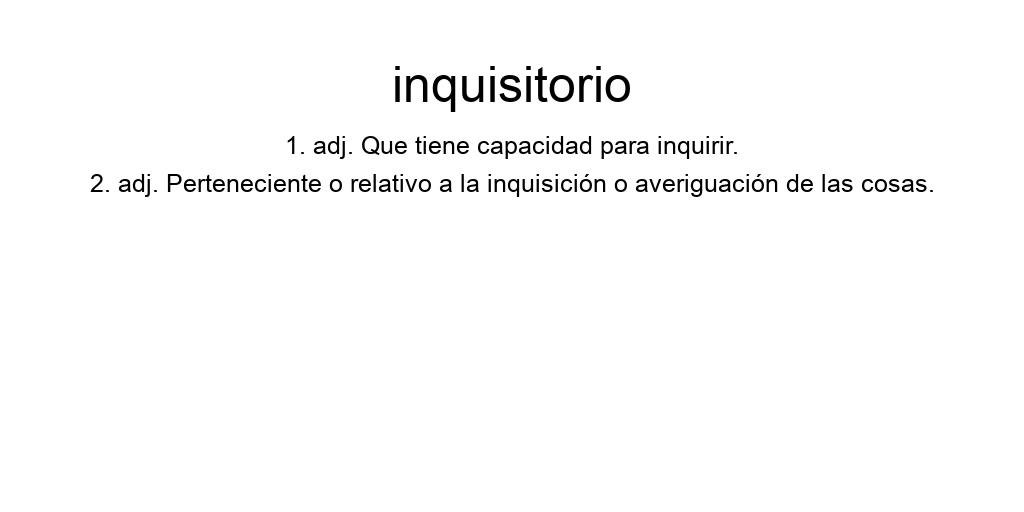 inquisitorio
1. adj. Que tiene capacidad para inquirir.
2. adj. Perteneciente o relativo a la inquisición o averiguación de las cosas.